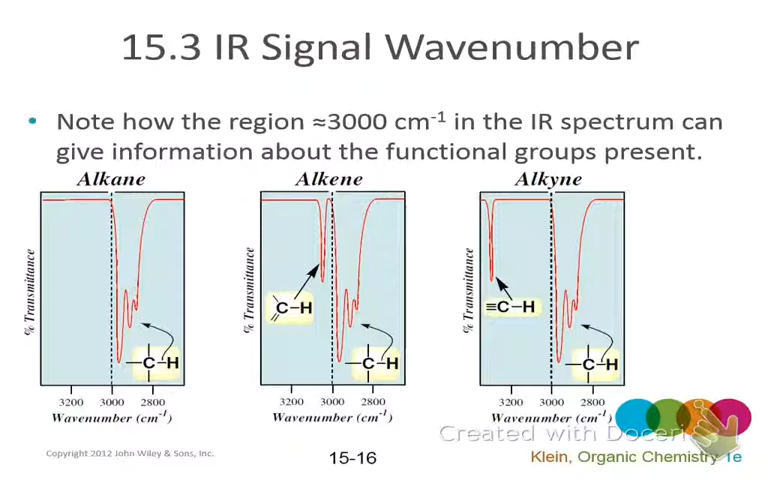 15.3 IR Signal Wavenumber
• Note how the region ≈3000 cm-1 in the IR spectrum can
give information about the functional groups present.
Alkane
% Transmittance
C–H
3200 3000 2800
Wavenumber (cm-1)
Alkene
% Transmittance
C–H
C–H
3200 3000 2800
Wavenumber (cm-1)
Alkyne
% Transmittance
≡C–H
C–H
3200 3000 2800
Wavenumber (cm-1)
Created with Doceri
Copyright 2012 John Wiley & Sons, Inc.
15-16
Klein, Organic Chemistry 1e